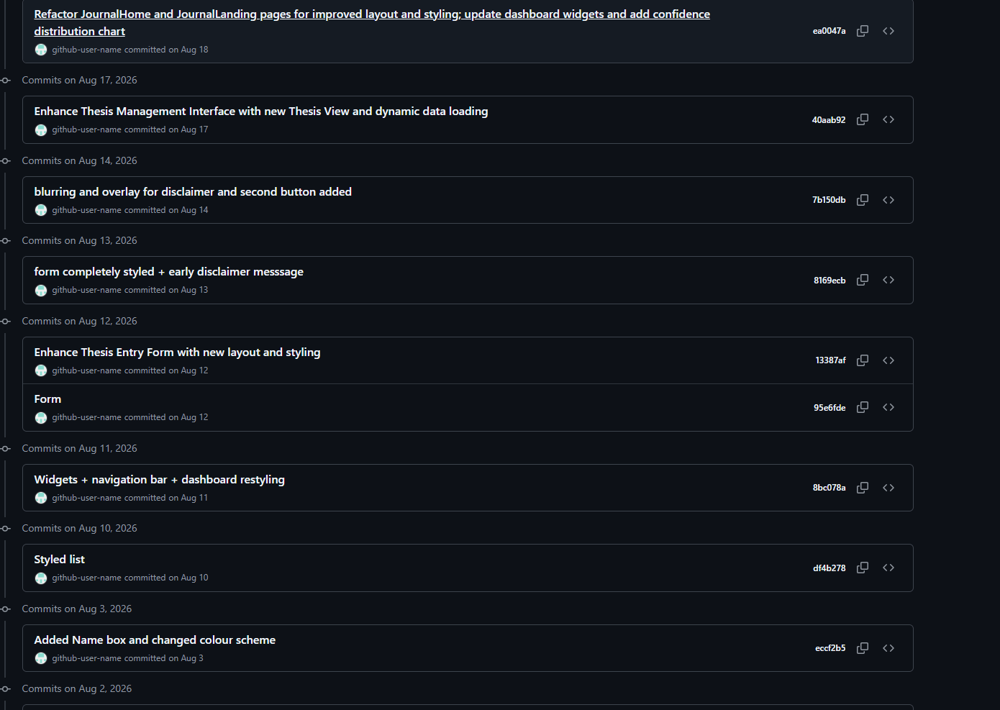 Refactor JournalHome and JournalLanding pages for improved layout and styling; update dashboard widgets and add confidence
distribution chart
ea0047a
github-user-name committed on Aug 18
Commits on Aug 17, 2026
Enhance Thesis Management Interface with new Thesis View and dynamic data loading
40aab92
github-user-name committed on Aug 17
Commits on Aug 14, 2026
blurring and overlay for disclaimer and second button added
7b150db
github-user-name committed on Aug 14
Commits on Aug 13, 2026
form completely styled + early disclaimer messsage
8169ecb
github-user-name committed on Aug 13
Commits on Aug 12, 2026
Enhance Thesis Entry Form with new layout and styling
13387af
github-user-name committed on Aug 12
Form
95e6fde
github-user-name committed on Aug 12
Commits on Aug 11, 2026
Widgets + navigation bar + dashboard restyling
8bc078a
github-user-name committed on Aug 11
Commits on Aug 10, 2026
Styled list
df4b278
github-user-name committed on Aug 10
Commits on Aug 3, 2026
Added Name box and changed colour scheme
eccf2b5
github-user-name committed on Aug 3
Commits on Aug 2, 2026